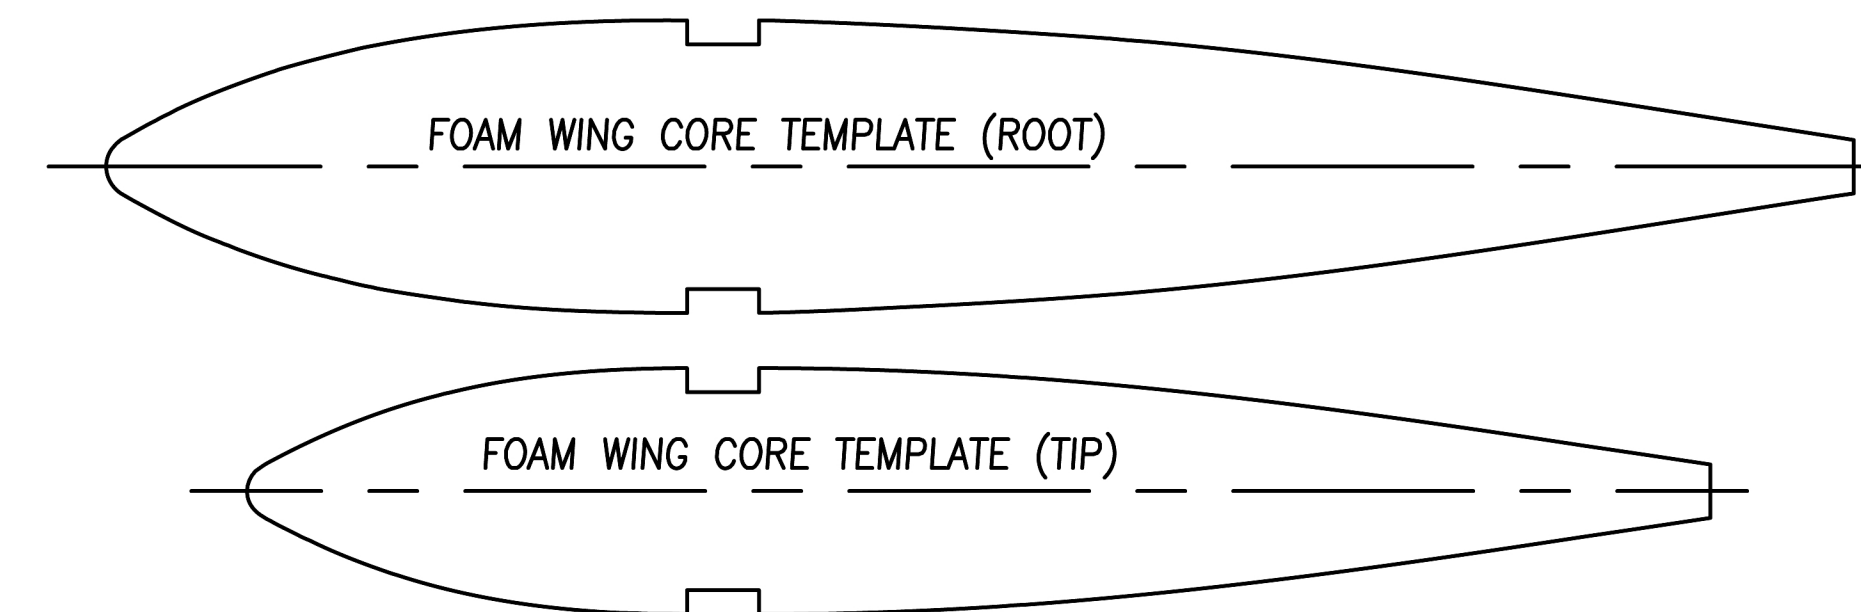 FOAM WING CORE TEMPLATE (ROOT)
FOAM WING CORE TEMPLATE (TIP)